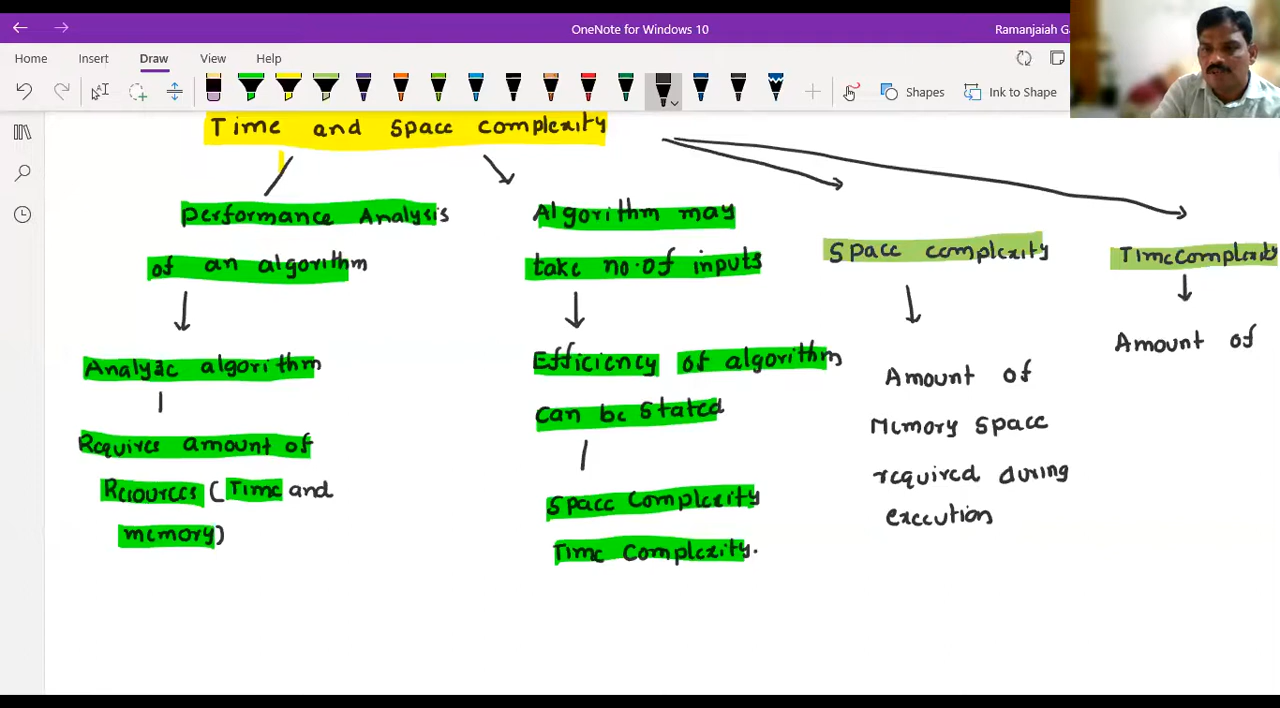 OneNote for Windows 10
Ramanjaiah G
Home Insert Draw View Help
Shapes
Ink to Shape
Time and Space complexity
Performance Analysis
of an algorithm
Analyze algorithm
Requires amount of
Resources (Time and
memory)
Algorithm may
take no.of inputs
Efficiency of algorithm
can be stated
Space Complexity
Time Complexity.
Space complexity
Amount of
Memory space
required during
execution
Time complexity
Amount of